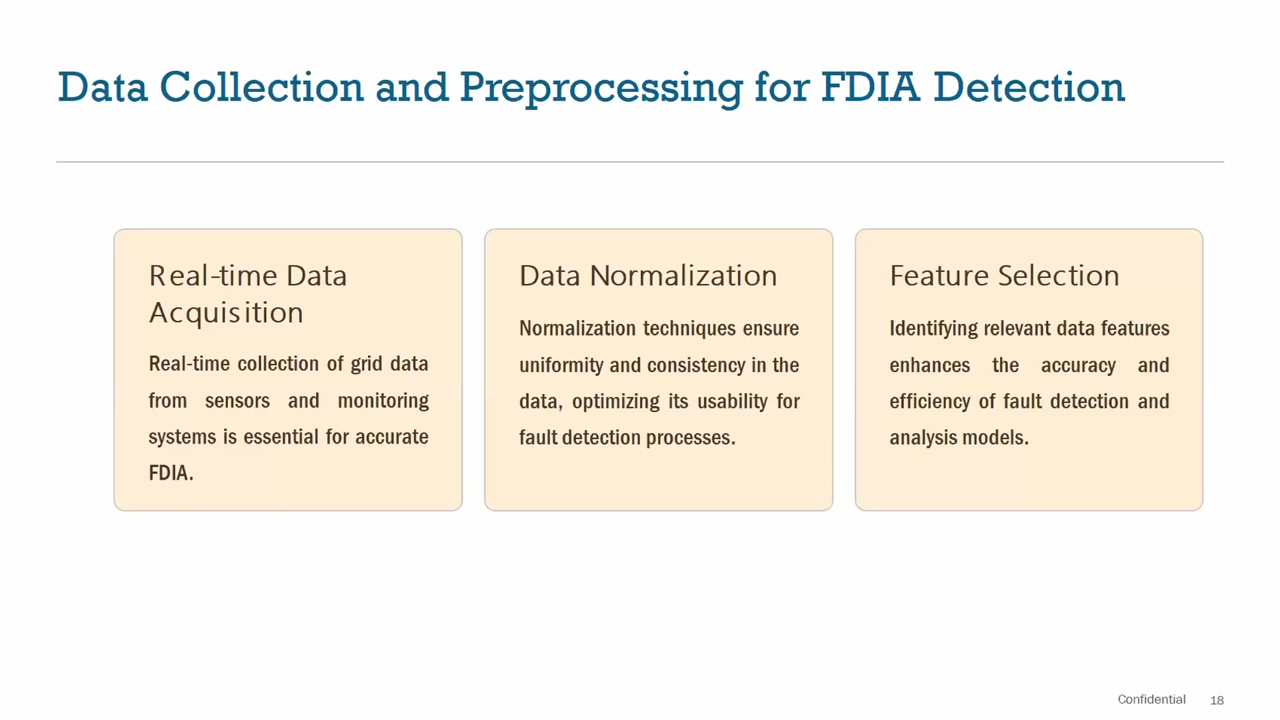 Data Collection and Preprocessing for FDIA Detection
Real-time Data
Acquisition
Real-time collection of grid data
from sensors and monitoring
systems is essential for accurate
FDIA.
Data Normalization
Normalization techniques ensure
uniformity and consistency in the
data, optimizing its usability for
fault detection processes.
Feature Selection
Identifying relevant data features
enhances the accuracy and
efficiency of fault detection and
analysis models.
Confidential 18